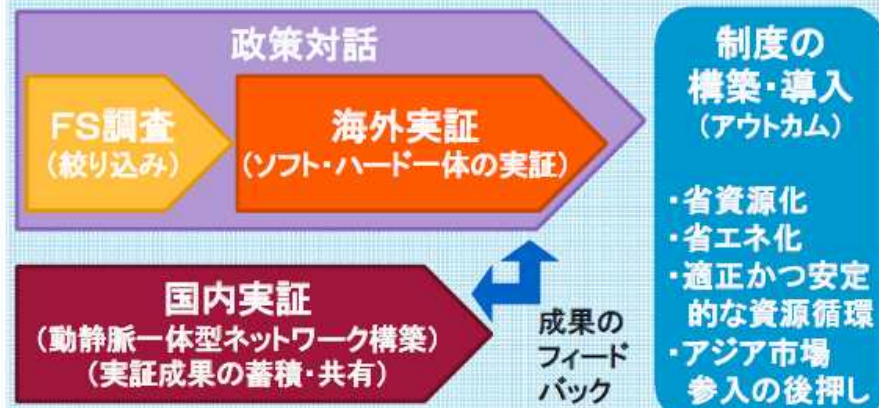 政策対話
FS調査
(絞り込み)
海外実証
(ソフト・ハード一体の実証)
国内実証
(動静脈一体型ネットワーク構築)
(実証成果の蓄積・共有)
成果の
フィード
バック
制度の
構築・導入
(アウトカム)
・省資源化
・省エネ化
・適正かつ安定
的な資源循環
・アジア市場
参入の後押し